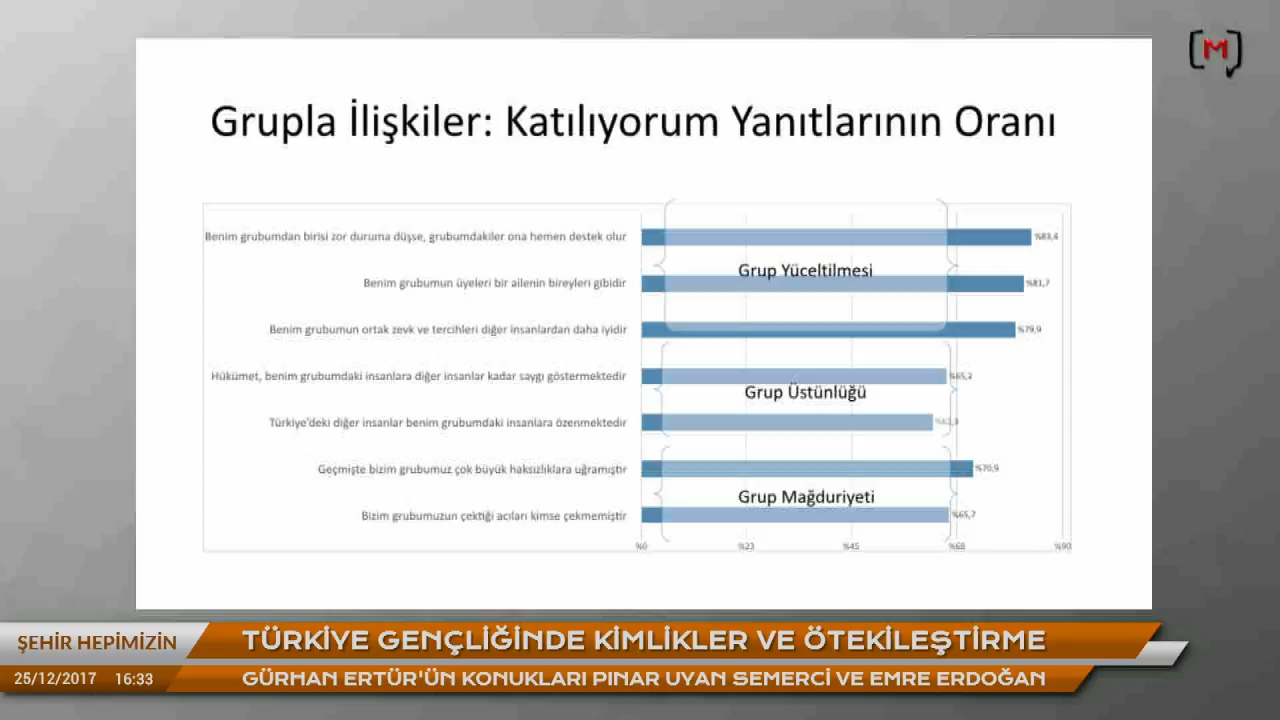 M
Grupla İlişkiler: Katılıyorum Yanıtlarının Oranı
Benim grubumdan birisi zor duruma düşse, grubumdakiler ona hemen destek olur
%83,4
Grup Yüceltilmesi
Benim grubumun üyeleri bir ailenin bireyleri gibidir
%81,7
Benim grubumun ortak zevk ve tercihleri diğer insanlardan daha iyidir
%79,9
Hükümet, benim grubumdaki insanlara diğer insanlar kadar saygı göstermektedir
Grup Üstünlüğü
Türkiye'deki diğer insanlar benim grubumdaki insanlara özenmektedir
Geçmişte bizim grubumuz çok büyük haksızlıklara uğramıştır
%70,9
Grup Mağduriyeti
Bizim grubumuzun çektiği acıları kimse çekmemiştir
%65,7
%0 %23 %45 %68 %90
ŞEHİR HEPİMİZİN
TÜRKİYE GENÇLİĞİNDE KİMLİKLER VE ÖTEKİLEŞTİRME
25/12/2017 16:33
GÜRHAN ERTÜR'ÜN KONUKLARI PINAR UYAN SEMERCİ VE EMRE ERDOĞAN